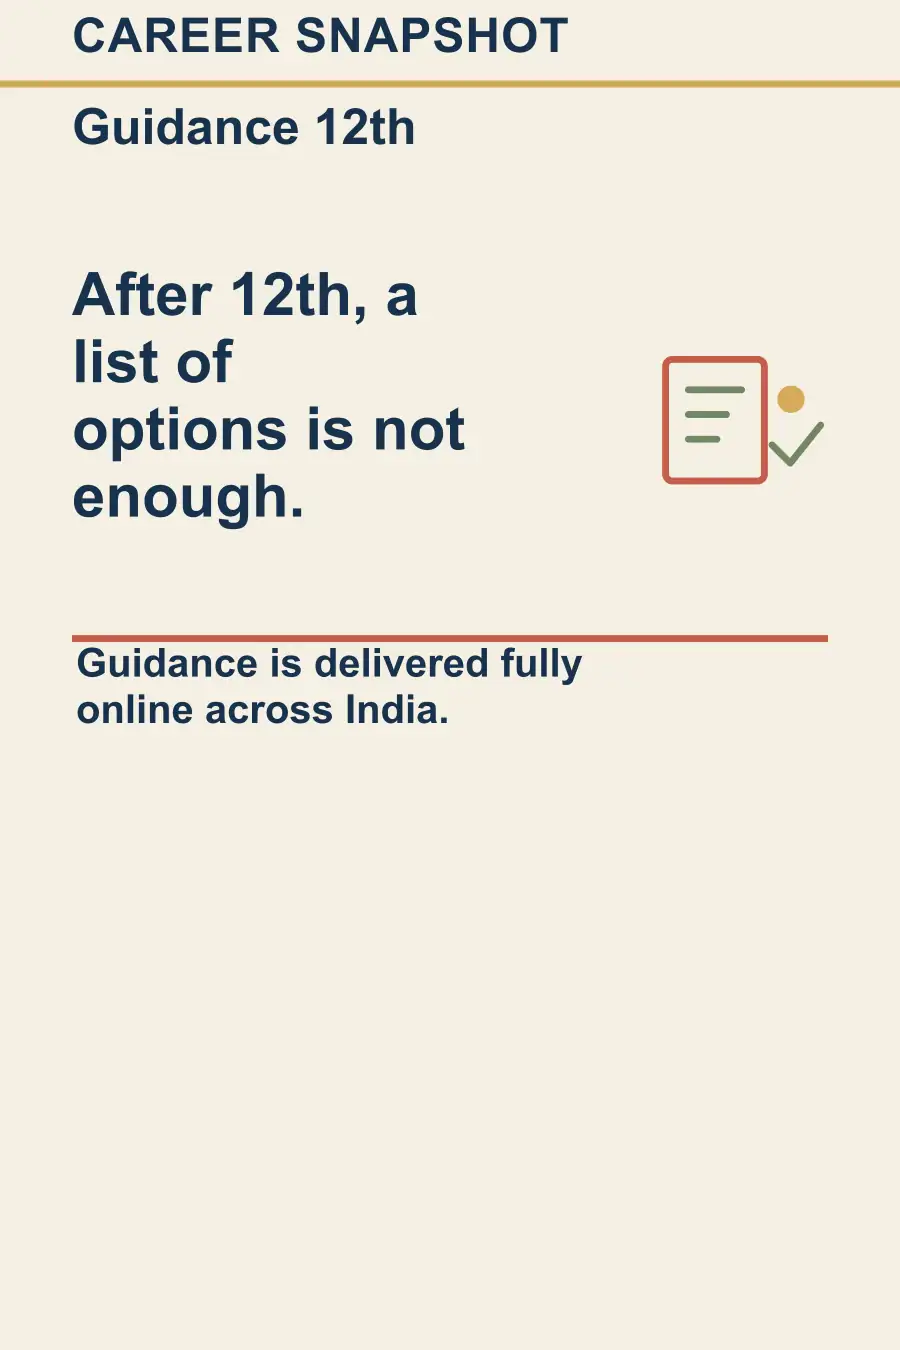 CAREER SNAPSHOT
Guidance 12th
After 12th, a
list of
options is not
enough.
Guidance is delivered fully
online across India.